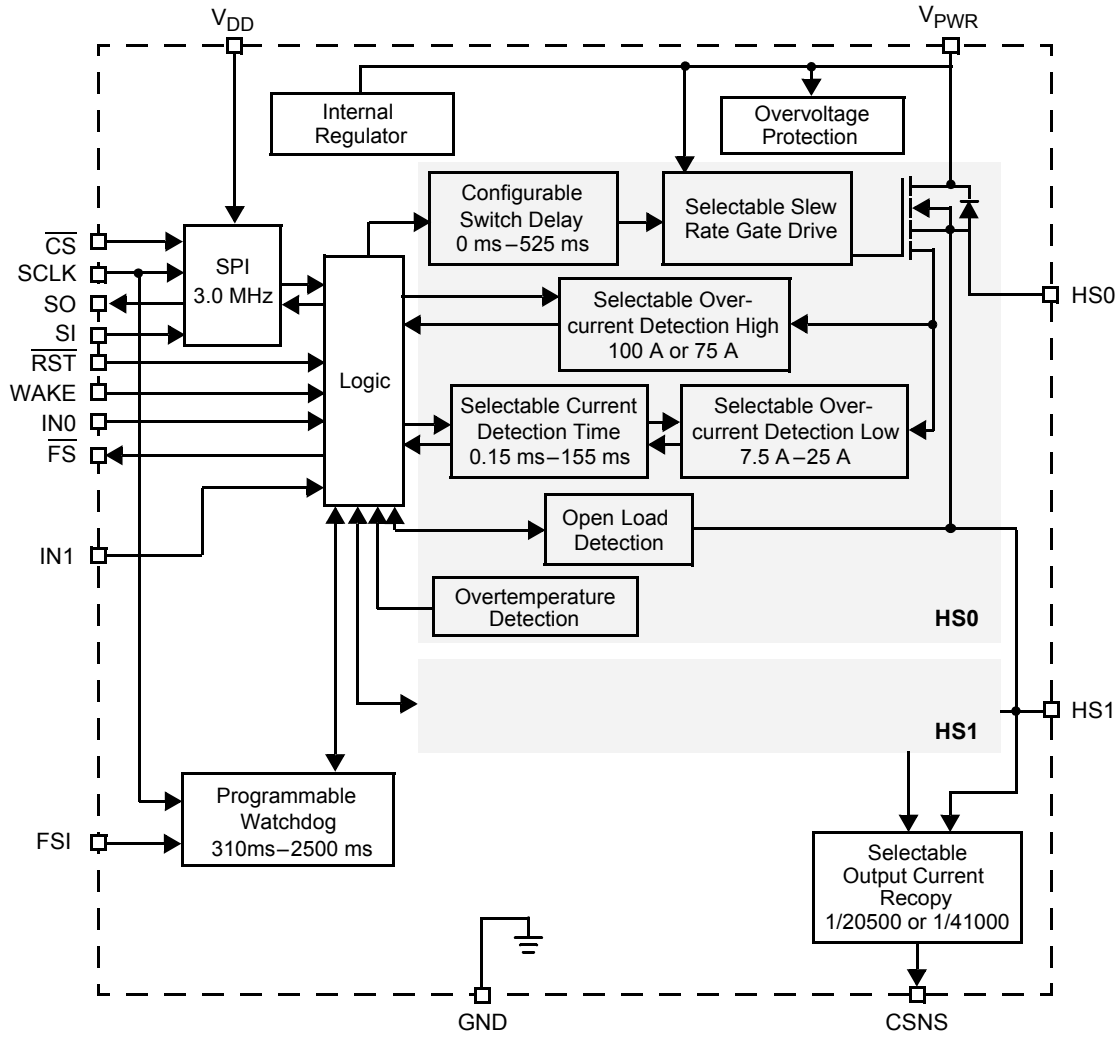 VDD
VPWR
Internal
Regulator
Overvoltage
Protection
Configurable
Switch Delay
0 ms–525 ms
Selectable Slew
Rate Gate Drive
CS
SCLK
SO
SI
RST
WAKE
IN0
FS
IN1
SPI
3.0 MHz
Logic
Selectable Over-
current Detection High
100 A or 75 A
HS0
Selectable Current
Detection Time
0.15 ms–155 ms
Selectable Over-
current Detection Low
7.5 A–25 A
Open Load
Detection
Overtemperature
Detection
HS0
HS1
HS1
Programmable
Watchdog
310ms–2500 ms
FSI
Selectable
Output Current
Recopy
1/20500 or 1/41000
GND
CSNS